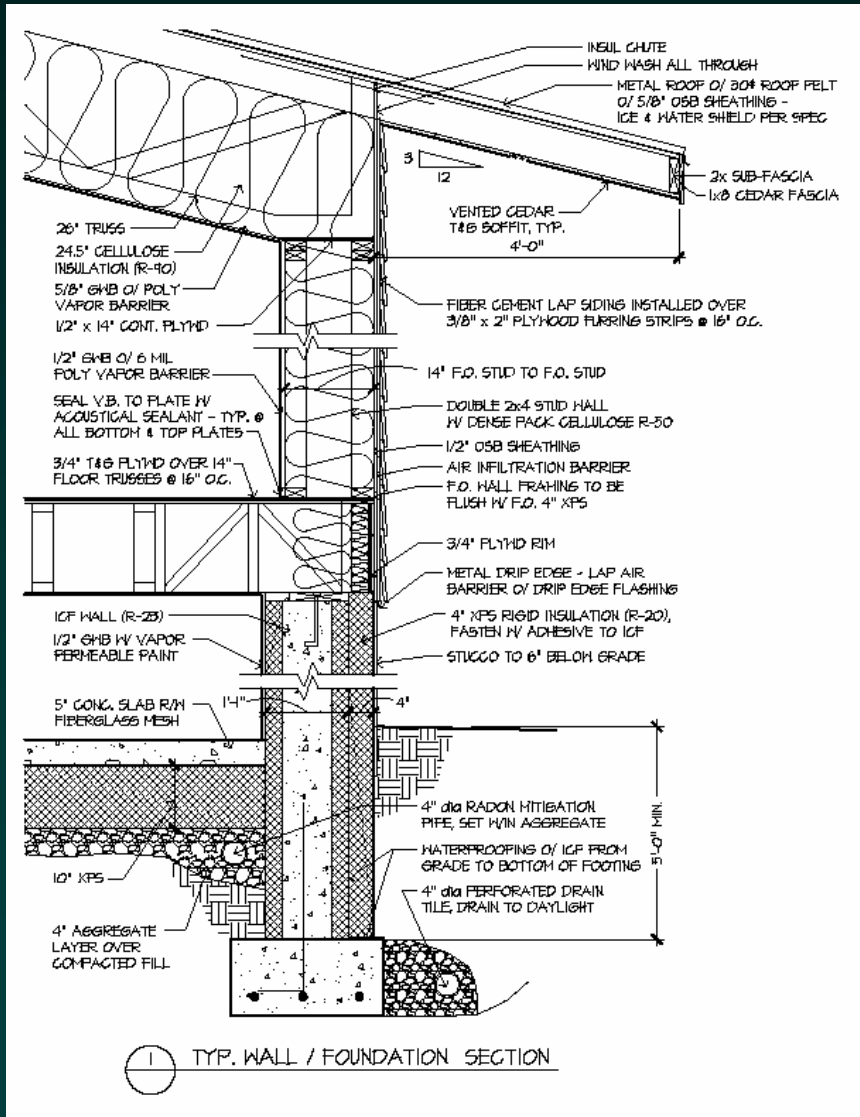 INSUL CHUTE
WIND WASH ALL THROUGH
METAL ROOF O/ 30# ROOF FELT
O/ 5/8" OSB SHEATHING -
ICE & WATER SHIELD PER SPEC
3
12
2x SUB-FASCIA
1x8 CEDAR FASCIA
VENTED CEDAR
T&G SOFFIT, TYP.
4'-0"
26" TRUSS
24.5" CELLULOSE
INSULATION (R-90)
5/8" GWB O/ POLY
VAPOR BARRIER
1/2" x 14" CONT. PLYWD
1/2" GWB O/ 6 MIL
POLY VAPOR BARRIER
SEAL V.B. TO PLATE W/
ACOUSTICAL SEALANT - TYP. @
ALL BOTTOM & TOP PLATES
3/4" T&G PLYWD OVER 14"
FLOOR TRUSSES @ 16" O.C.
FIBER CEMENT LAP SIDING INSTALLED OVER
3/8" x 2" PLYWOOD FURRING STRIPS @ 16" O.C.
14" F.O. STUD TO F.O. STUD
DOUBLE 2x4 STUD WALL
W/ DENSE PACK CELLULOSE R-50
1/2" OSB SHEATHING
AIR INFILTRATION BARRIER
F.O. WALL FRAMING TO BE
FLUSH W/ F.O. 4" XPS
3/4" PLYWD RIM
METAL DRIP EDGE - LAP AIR
BARRIER O/ DRIP EDGE FLASHING
ICF WALL (R-23)
1/2" GWB W/ VAPOR
PERMEABLE PAINT
4" XPS RIGID INSULATION (R-20),
FASTEN W/ ADHESIVE TO ICF
STUCCO TO 6" BELOW GRADE
5" CONC. SLAB R/W
FIBERGLASS MESH
4"
10" XPS
4" AGGREGATE
LAYER OVER
COMPACTED FILL
4" dia RADON MITIGATION
PIPE, SET W/IN AGGREGATE
WATERPROOFING O/ ICF FROM
GRADE TO BOTTOM OF FOOTING
4" dia PERFORATED DRAIN
TILE, DRAIN TO DAYLIGHT
MIN.
1
TYP. WALL / FOUNDATION SECTION